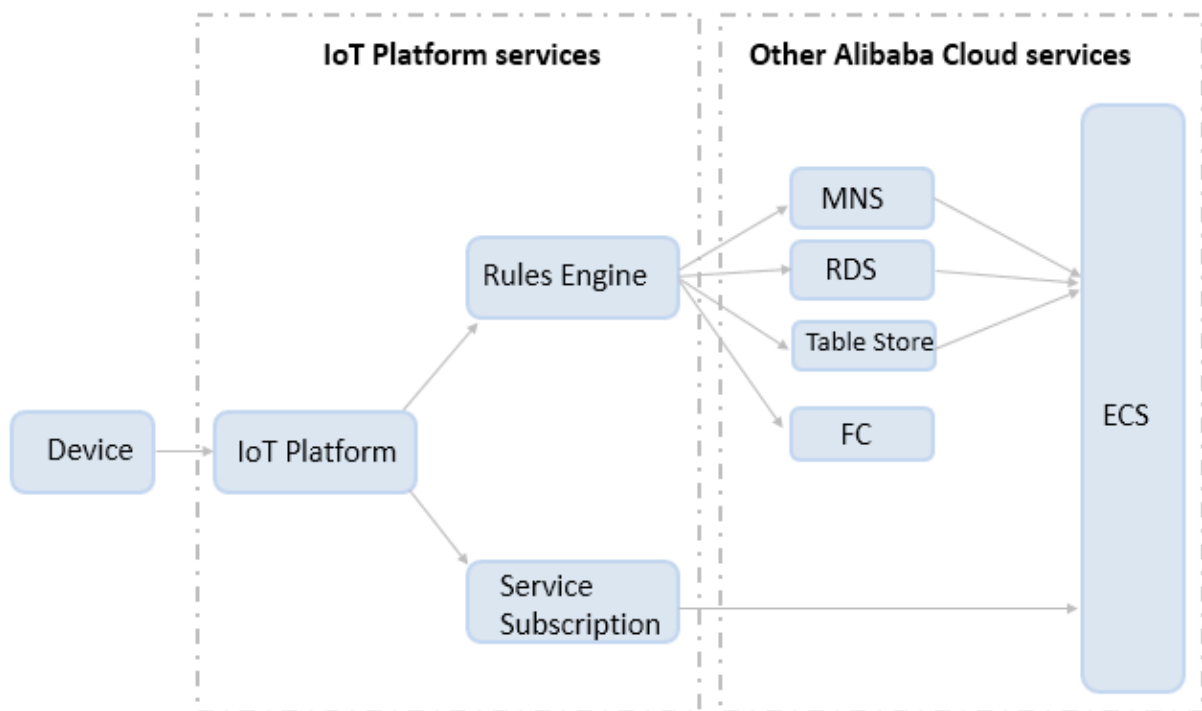 IoT Platform services
Other Alibaba Cloud services
MNS
RDS
Rules Engine
Table Store
ECS
FC
Device
IoT Platform
Service
Subscription